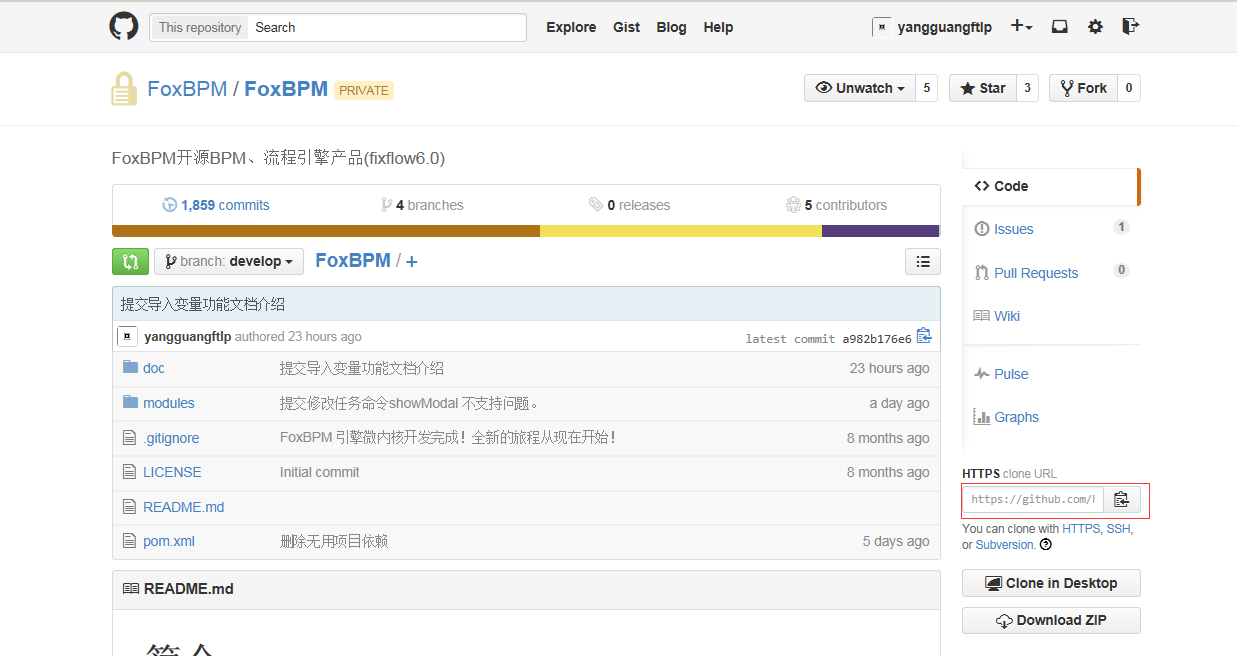 This repository Search Explore Gist Blog Help yangguangftlp
FoxBPM / FoxBPM PRIVATE Unwatch 5 Star 3 Fork 0
FoxBPM开源BPM、流程引擎产品(fixflow6.0)
1,859 commits 4 branches 0 releases 5 contributors
branch: develop FoxBPM / +
提交导入变量功能文档介绍
yangguangftlp authored 23 hours ago latest commit a982b176e6
doc 提交导入变量功能文档介绍 23 hours ago
modules 提交修改任务命令showModal 不支持问题。 a day ago
.gitignore FoxBPM 引擎微内核开发完成！全新的旅程从现在开始！ 8 months ago
LICENSE Initial commit 8 months ago
README.md
pom.xml 删除无用项目依赖 5 days ago
README.md
简介
Code
Issues 1
Pull Requests 0
Wiki
Pulse
Graphs
HTTPS clone URL
https://github.com/
You can clone with HTTPS, SSH,
or Subversion.
Clone in Desktop
Download ZIP